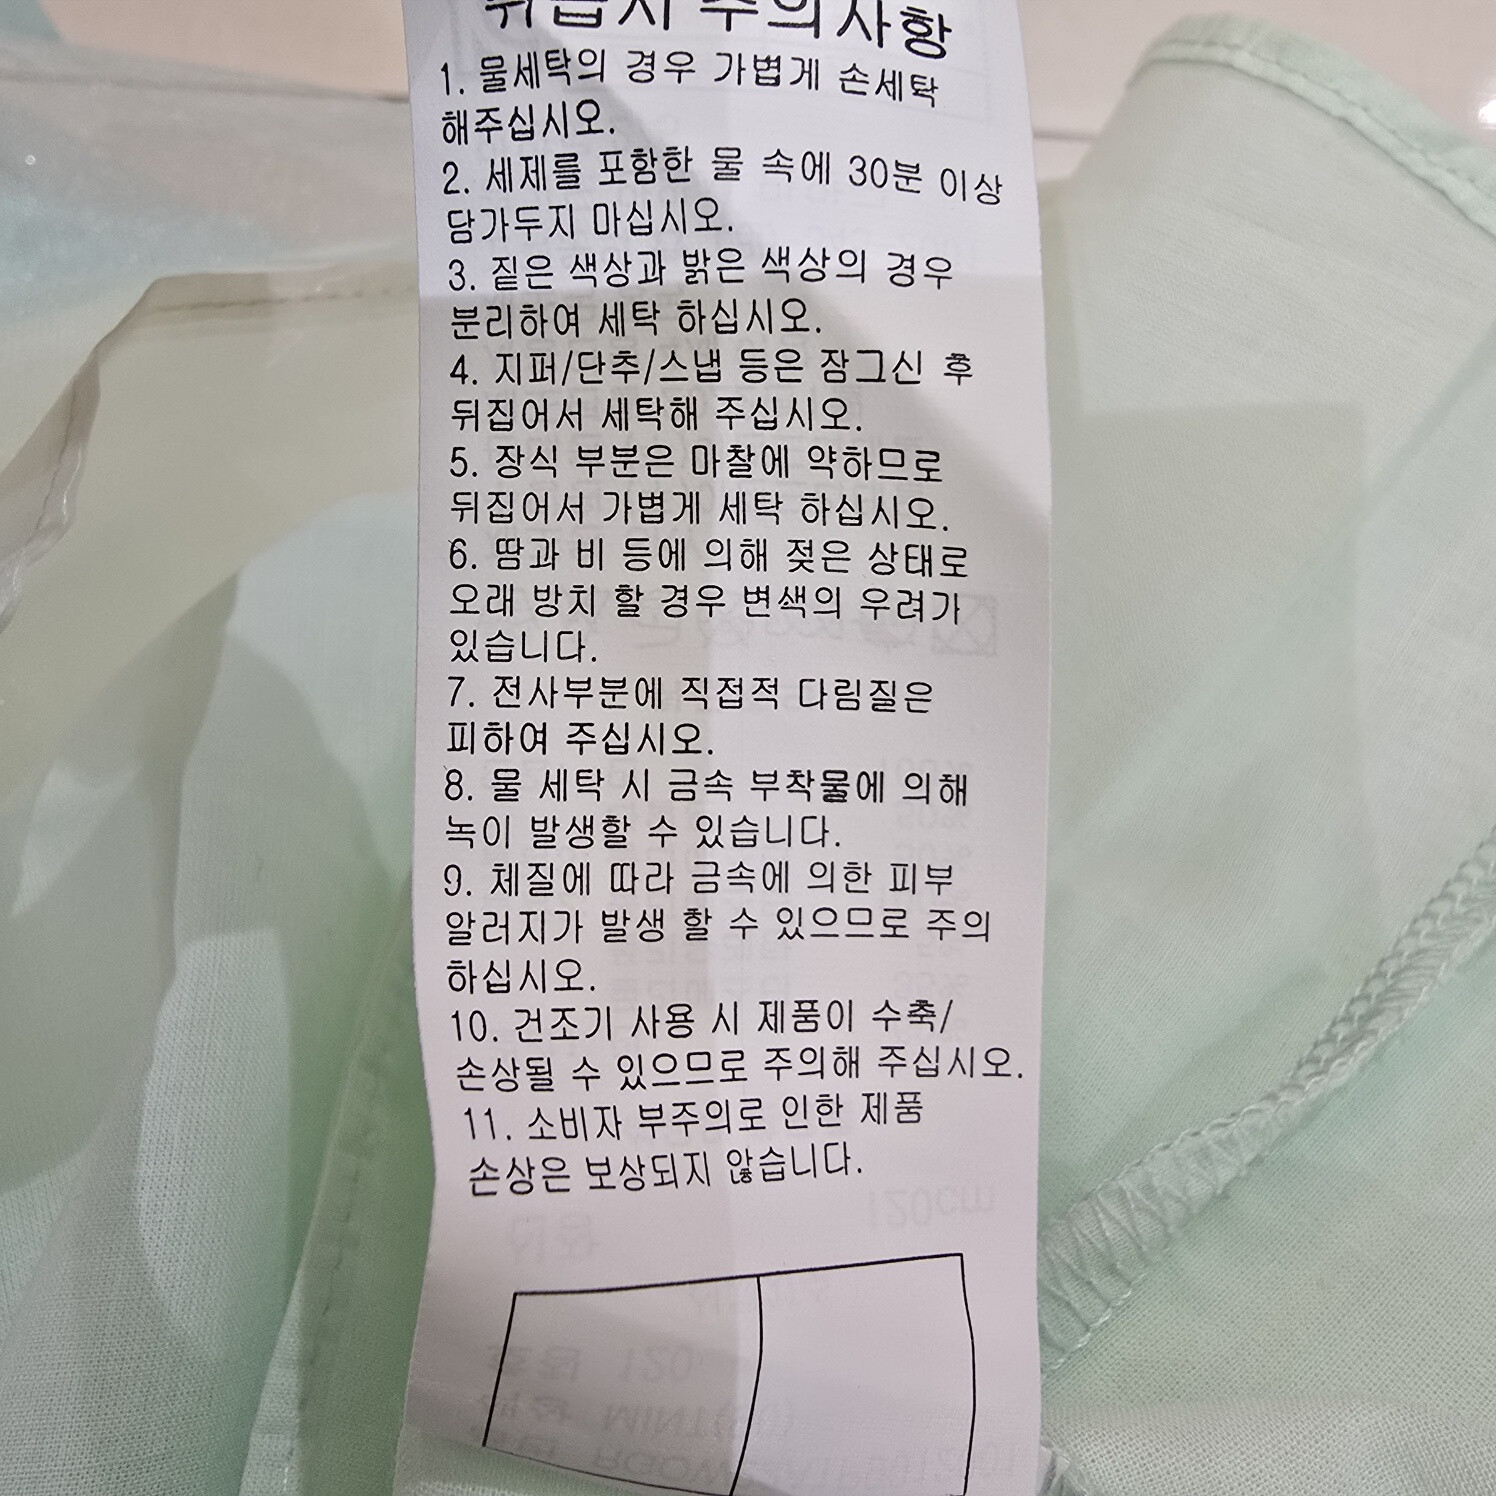 취급시 주의사항
1. 물세탁의 경우 가볍게 손세탁
해주십시오.
2. 세제를 포함한 물 속에 30분 이상
담가두지 마십시오.
3. 짙은 색상과 밝은 색상의 경우
분리하여 세탁 하십시오.
4. 지퍼/단추/스냅 등은 잠그신 후
뒤집어서 세탁해 주십시오.
5. 장식 부분은 마찰에 약하므로
뒤집어서 가볍게 세탁 하십시오.
6. 땀과 비 등에 의해 젖은 상태로
오래 방치 할 경우 변색의 우려가
있습니다.
7. 전사부분에 직접적 다림질은
피하여 주십시오.
8. 물 세탁 시 금속 부착물에 의해
녹이 발생할 수 있습니다.
9. 체질에 따라 금속에 의한 피부
알러지가 발생 할 수 있으므로 주의
하십시오.
10. 건조기 사용 시 제품이 수축/
손상될 수 있으므로 주의해 주십시오.
11. 소비자 부주의로 인한 제품
손상은 보상되지 않습니다.